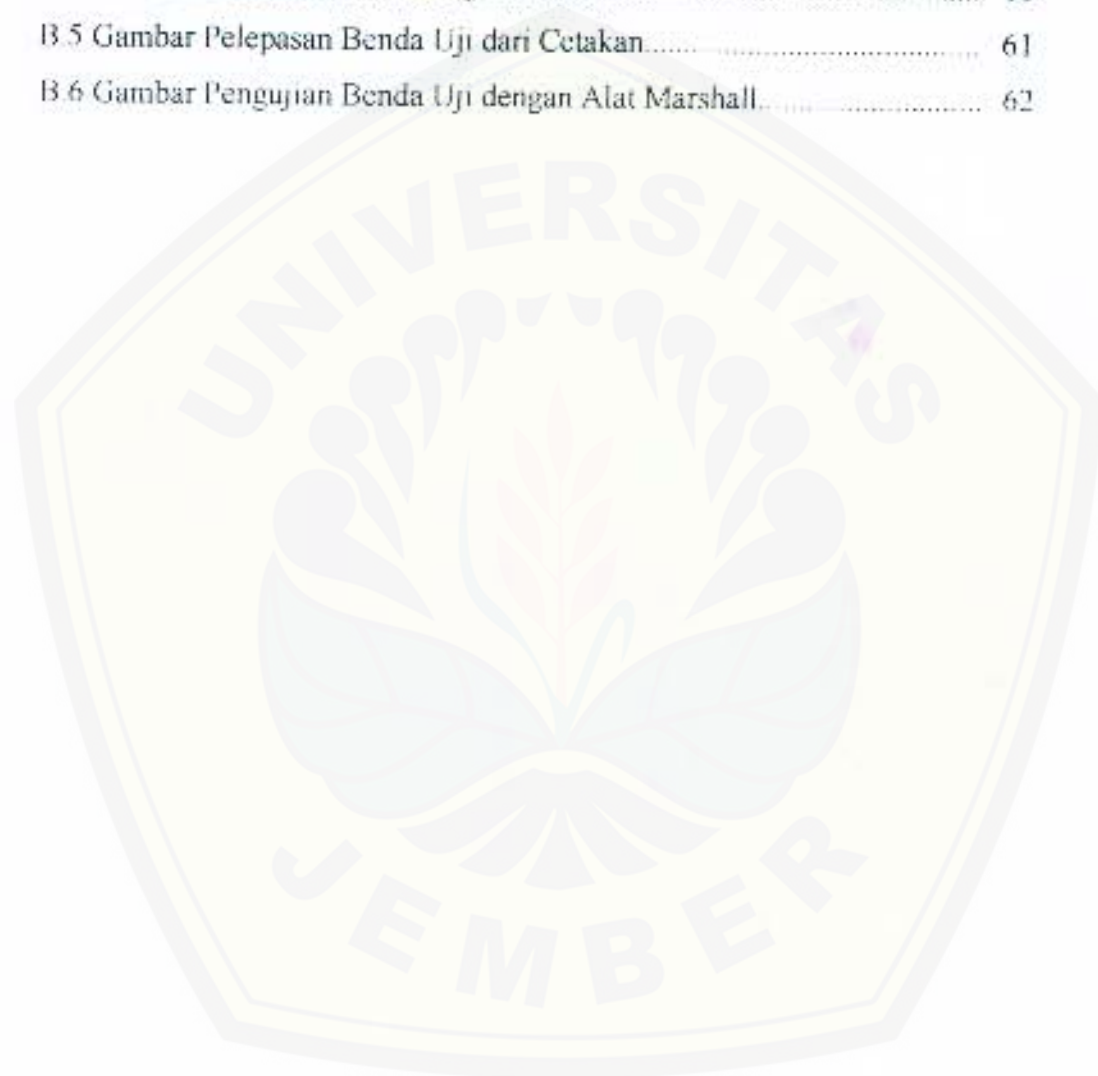 B.5 Gambar Pelepasan Benda Uji dari Cetakan................................................ 61
B.6 Gambar Pengujian Benda Uji dengan Alat Marshall................................ 62
UNIVERSITAS
JEMBER